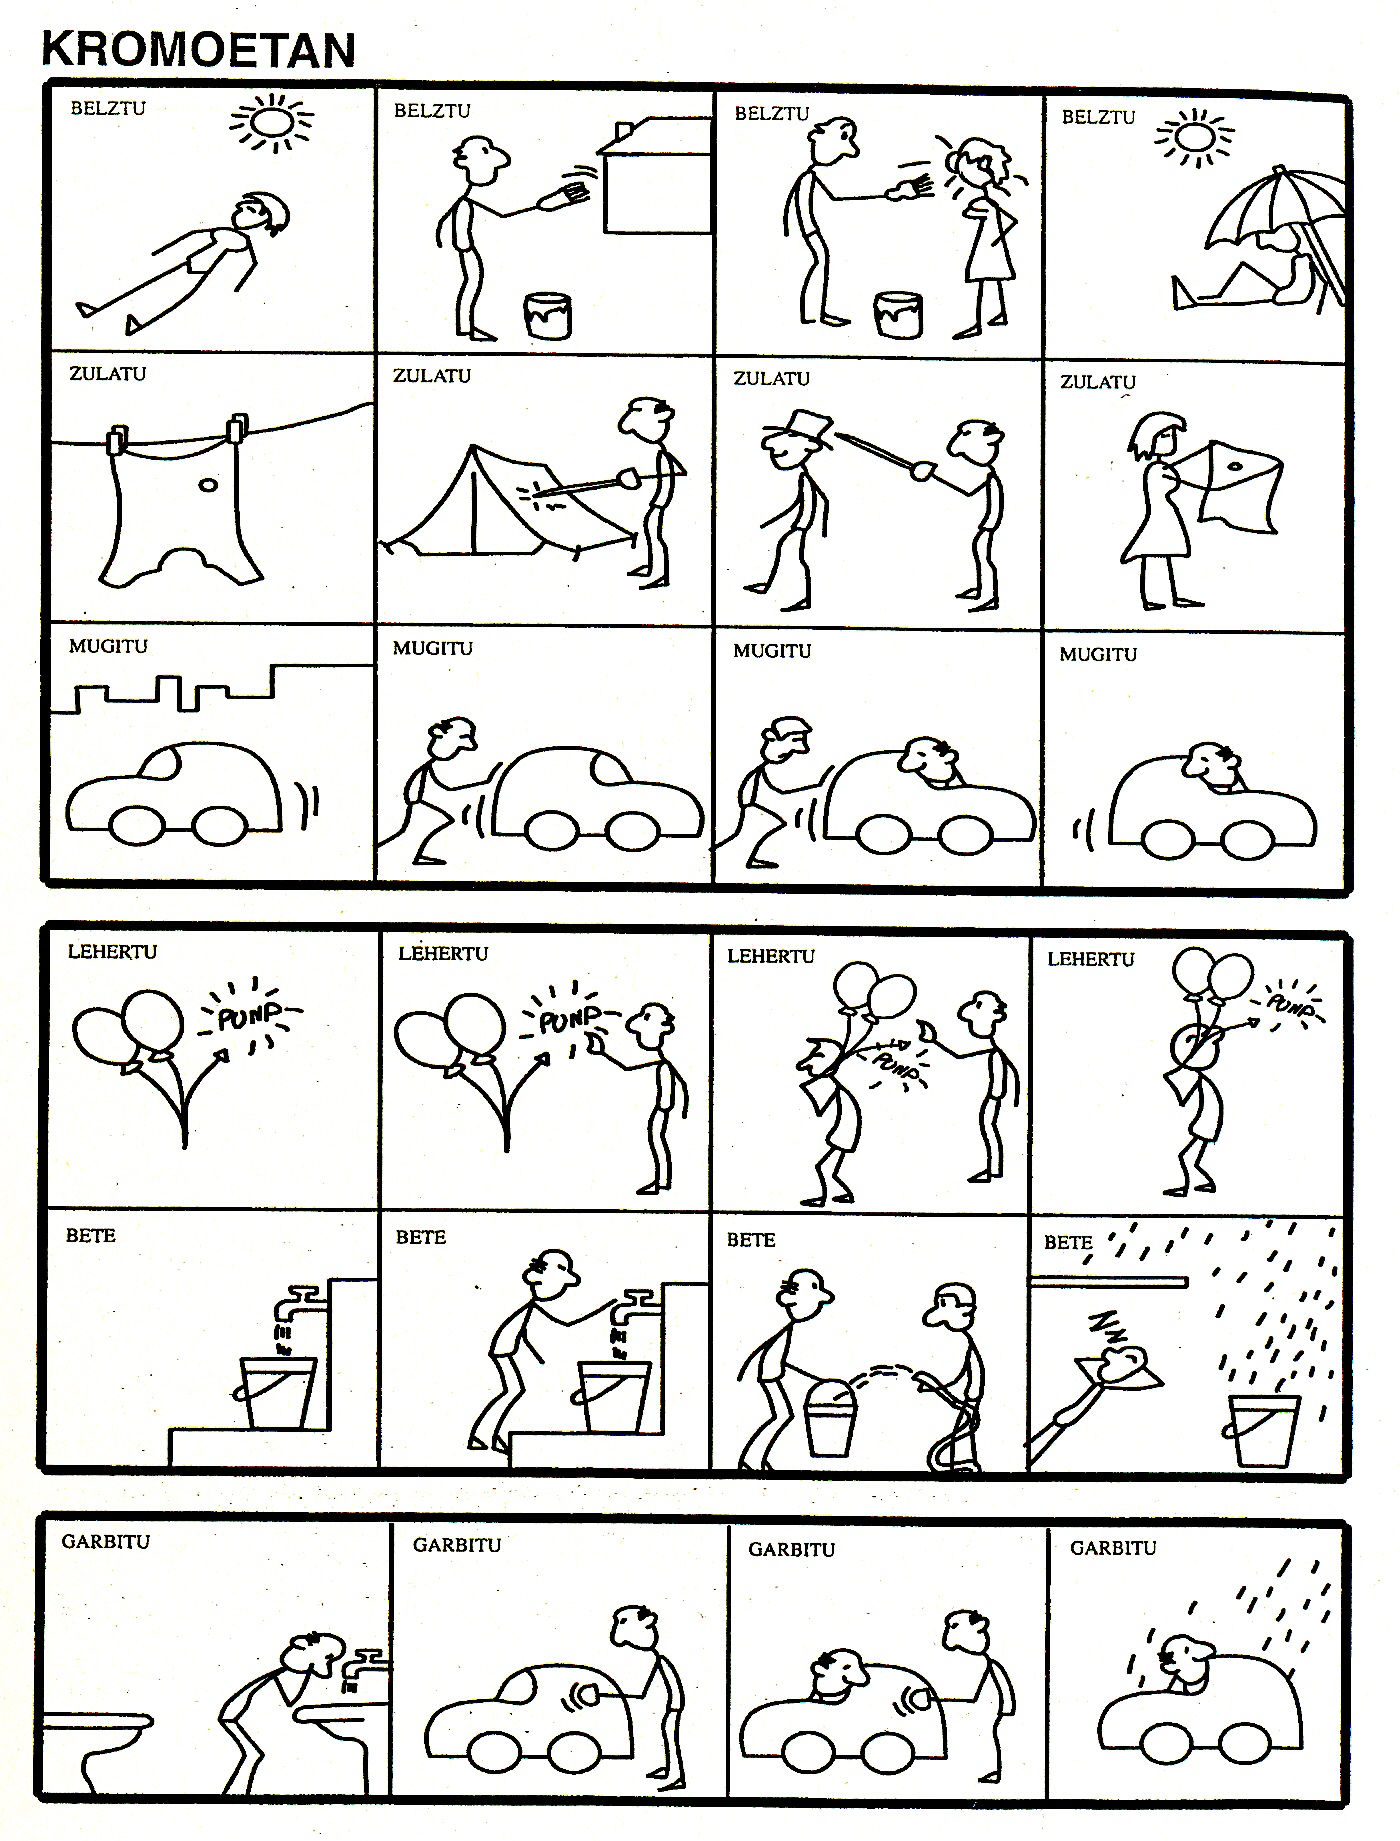 KROMOETAN
BELZTU
BELZTU
BELZTU
BELZTU
ZULATU
ZULATU
ZULATU
ZULATU
MUGITU
MUGITU
MUGITU
MUGITU
LEHERTU
LEHERTU
LEHERTU
LEHERTU
PUNP
PUNP
PUNP
PUNP
BETE
BETE
BETE
BETE
ZZZ
GARBITU
GARBITU
GARBITU
GARBITU